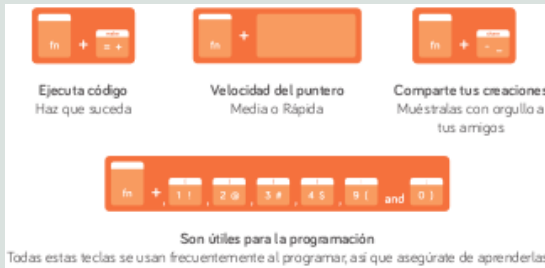 fn + = +
fn +
fn + - _
Ejecuta código
Haz que suceda
Velocidad del puntero
Media o Rápida
Comparte tus creaciones
Muéstralas con orgullo a
tus amigos
fn +, 1 !, 2 @, 3 #, 4 $, 9 ( and 0 )
Son útiles para la programación
Todas estas teclas se usan frecuentemente al programar, así que asegúrate de aprenderlas